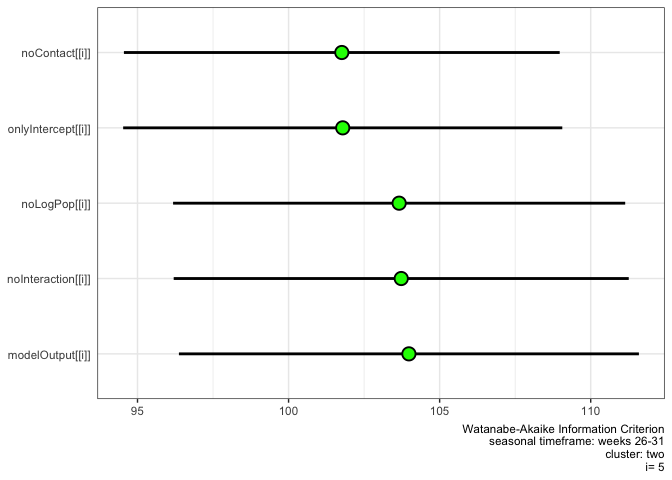 noContact[[i]]
onlyIntercept[[i]]
noLogPop[[i]]
noInteraction[[i]]
modelOutput[[i]]
95 100 105 110
Watanabe-Akaike Information Criterion
seasonal timeframe: weeks 26-31
cluster: two
i= 5